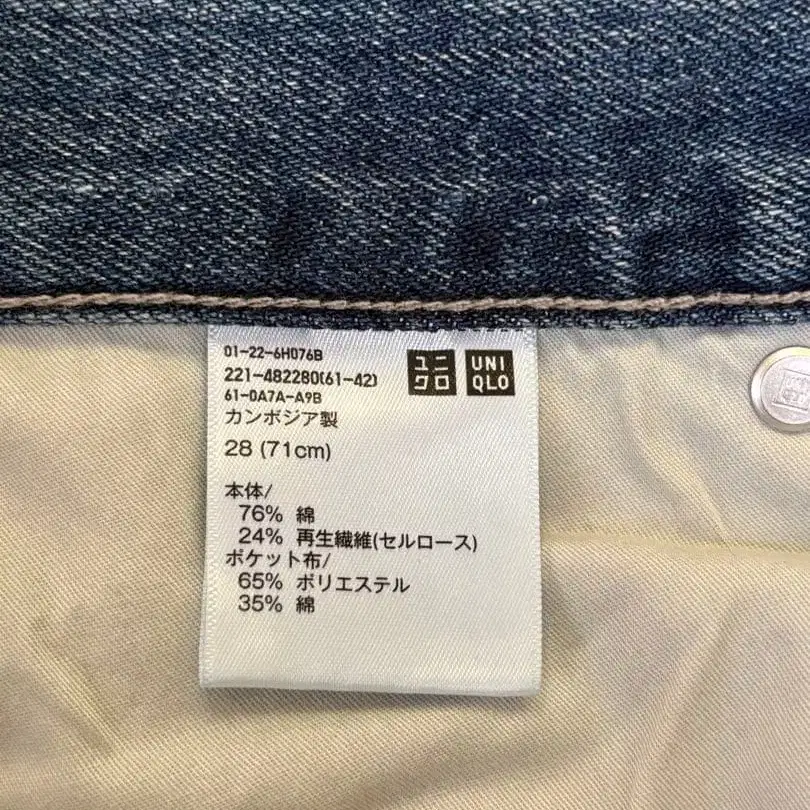 01-22-6H076B
221-482280(61-42)
61-0A7A-A9B
ユニクロ
UNIQLO
カンボジア製
28 (71cm)
本体/
76% 綿
24% 再生繊維(セルロース)
ポケット布/
65% ポリエステル
35% 綿